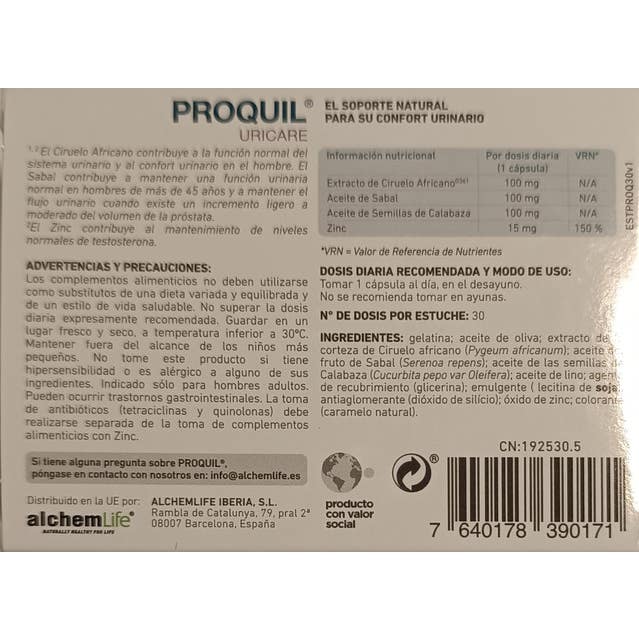 PROQUIL®
URICARE
EL SOPORTE NATURAL
PARA SU CONFORT URINARIO
1,2 El Ciruelo Africano contribuye a la función normal del
sistema urinario y al confort urinario en el hombre. El
Sabal contribuye a mantener una función urinaria
normal en hombres de más de 45 años y a mantener el
flujo urinario cuando existe un incremento ligero a
moderado del volumen de la próstata.
²El Zinc contribuye al mantenimiento de niveles
normales de testosterona.
ADVERTENCIAS Y PRECAUCIONES:
Los complementos alimenticios no deben utilizarse
como substitutos de una dieta variada y equilibrada y
de un estilo de vida saludable. No superar la dosis
diaria expresamente recomendada. Guardar en un
lugar fresco y seco, a temperatura inferior a 30ºC.
Mantener fuera del alcance de los niños más
pequeños. No tome este producto si tiene
hipersensibilidad o es alérgico a alguno de sus
ingredientes. Indicado sólo para hombres adultos.
Pueden ocurrir trastornos gastrointestinales. La toma
de antibióticos (tetraciclinas y quinolonas) debe
realizarse separada de la toma de complementos
alimenticios con Zinc.
Si tiene alguna pregunta sobre PROQUIL®,
póngase en contacto con nosotros en: info@alchemlife.es
Distribuido en la UE por:
alchemLife®
NATURALLY HEALTHY FOR LIFE
ALCHEMLIFE IBERIA, S.L.
Rambla de Catalunya, 79, pral 2ª
08007 Barcelona, España
Información nutricional Por dosis diaria VRN*
(1 cápsula)
Extracto de Ciruelo Africano 100 mg N/A
Aceite de Sabal 100 mg N/A
Aceite de Semillas de Calabaza 100 mg N/A
Zinc 15 mg 150 %
*VRN = Valor de Referencia de Nutrientes
DOSIS DIARIA RECOMENDADA Y MODO DE USO:
Tomar 1 cápsula al día, en el desayuno.
No se recomienda tomar en ayunas.
Nº DE DOSIS POR ESTUCHE: 30
INGREDIENTES: gelatina; aceite de oliva; extracto de
corteza de Ciruelo africano (Pygeum africanum); aceite de
fruto de Sabal (Serenoa repens); aceite de las semillas de
Calabaza (Cucurbita pepo var Oleifera); aceite de lino;
de recubrimiento (glicerina); emulgente ( lecitina de soja
antiaglomerante (dióxido de silício); óxido de zinc;
(caramelo natural).
ESTPROQ30v1
CN:192530.5
producto
con valor
social
7 640178 390171